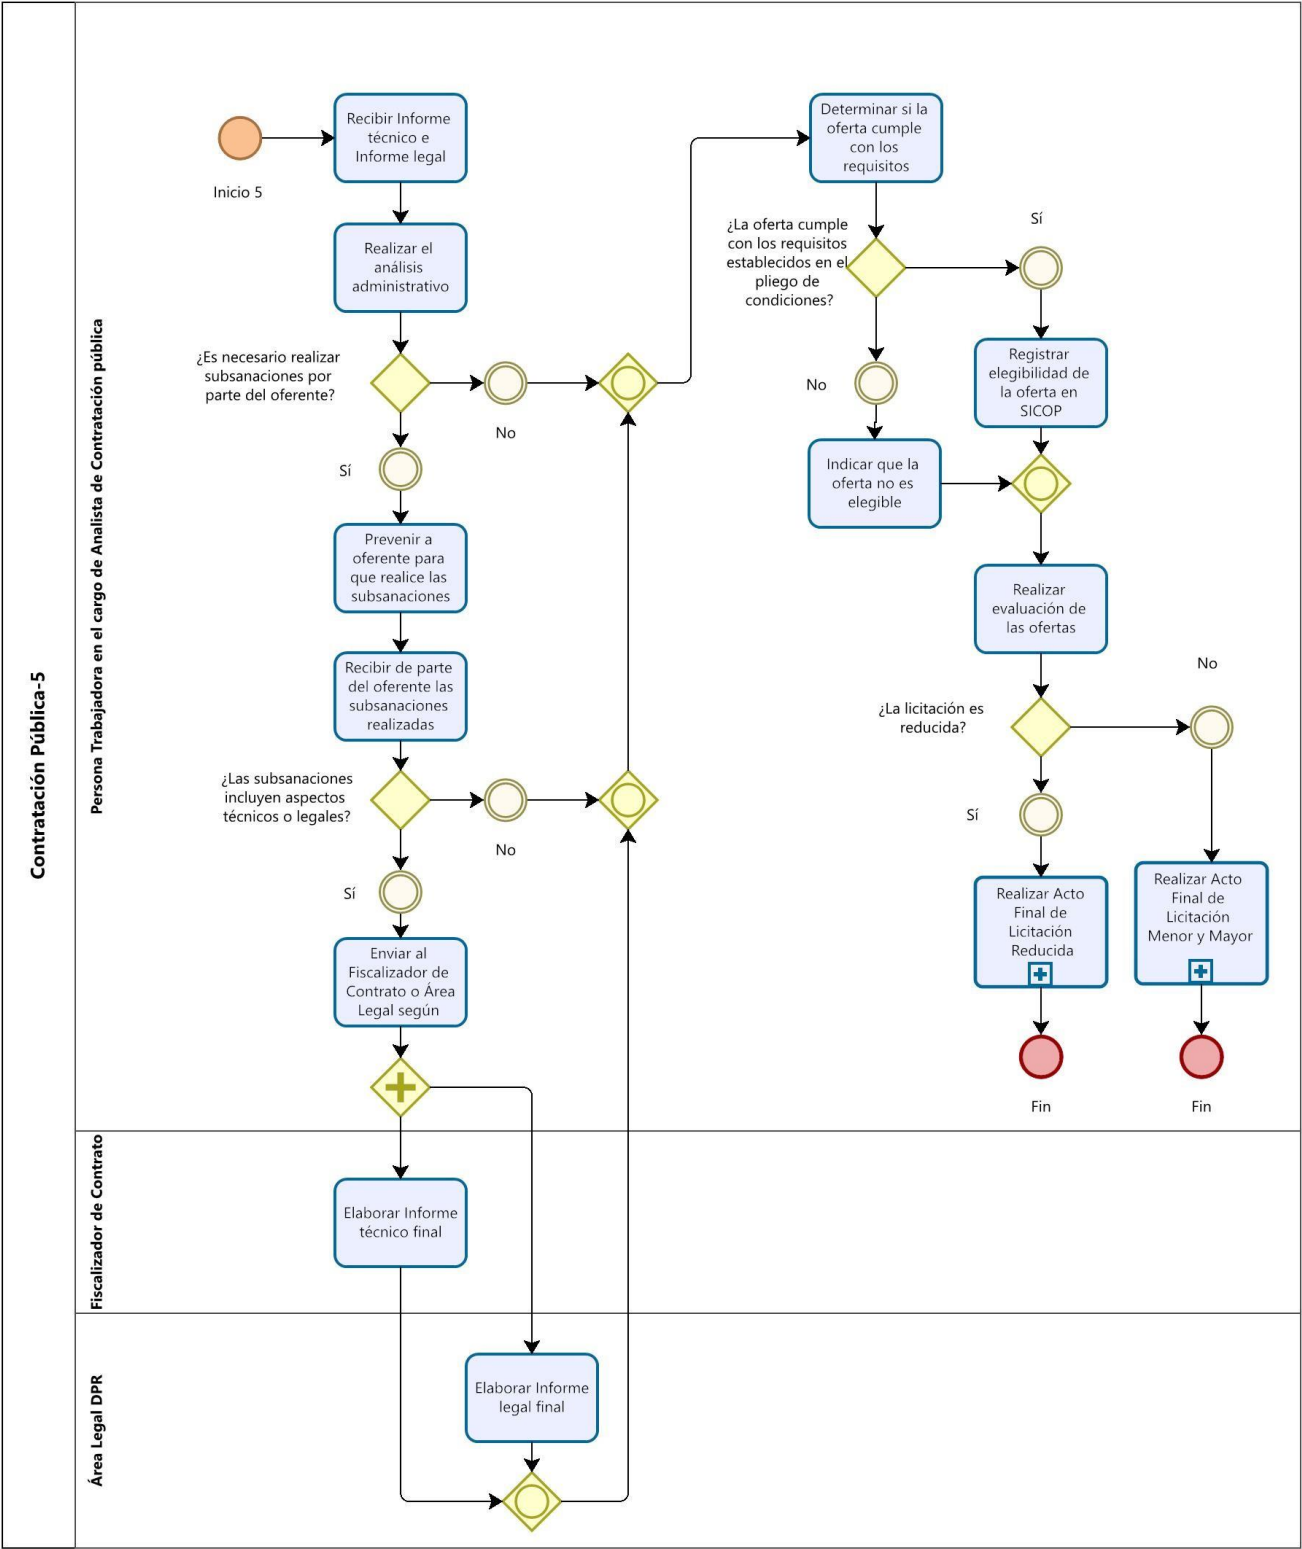 Contratación Pública-5
Persona Trabajadora en el cargo de Analista de Contratación pública
Inicio 5
Recibir Informe
técnico e
Informe legal
Realizar el
análisis
administrativo
¿Es necesario realizar
subsanaciones por
parte del oferente?
No
Sí
Prevenir a
oferente para
que realice las
subsanaciones
Recibir de parte
del oferente las
subsanaciones
realizadas
¿Las subsanaciones
incluyen aspectos
técnicos o legales?
No
Sí
Enviar al
Fiscalizador de
Contrato o Área
Legal según
Determinar si la
oferta cumple
con los
requisitos
¿La oferta cumple
con los requisitos
establecidos en el
pliego de
condiciones?
Sí
No
Registrar
elegibilidad de
la oferta en
SICOP
Indicar que la
oferta no es
elegible
Realizar
evaluación de
las ofertas
¿La licitación es
reducida?
No
Sí
Realizar Acto
Final de
Licitación
Reducida
Realizar Acto
Final de
Licitación
Menor y Mayor
Fin
Fin
Fiscalizador de Contrato
Elaborar Informe
técnico final
Área Legal DPR
Elaborar Informe
legal final